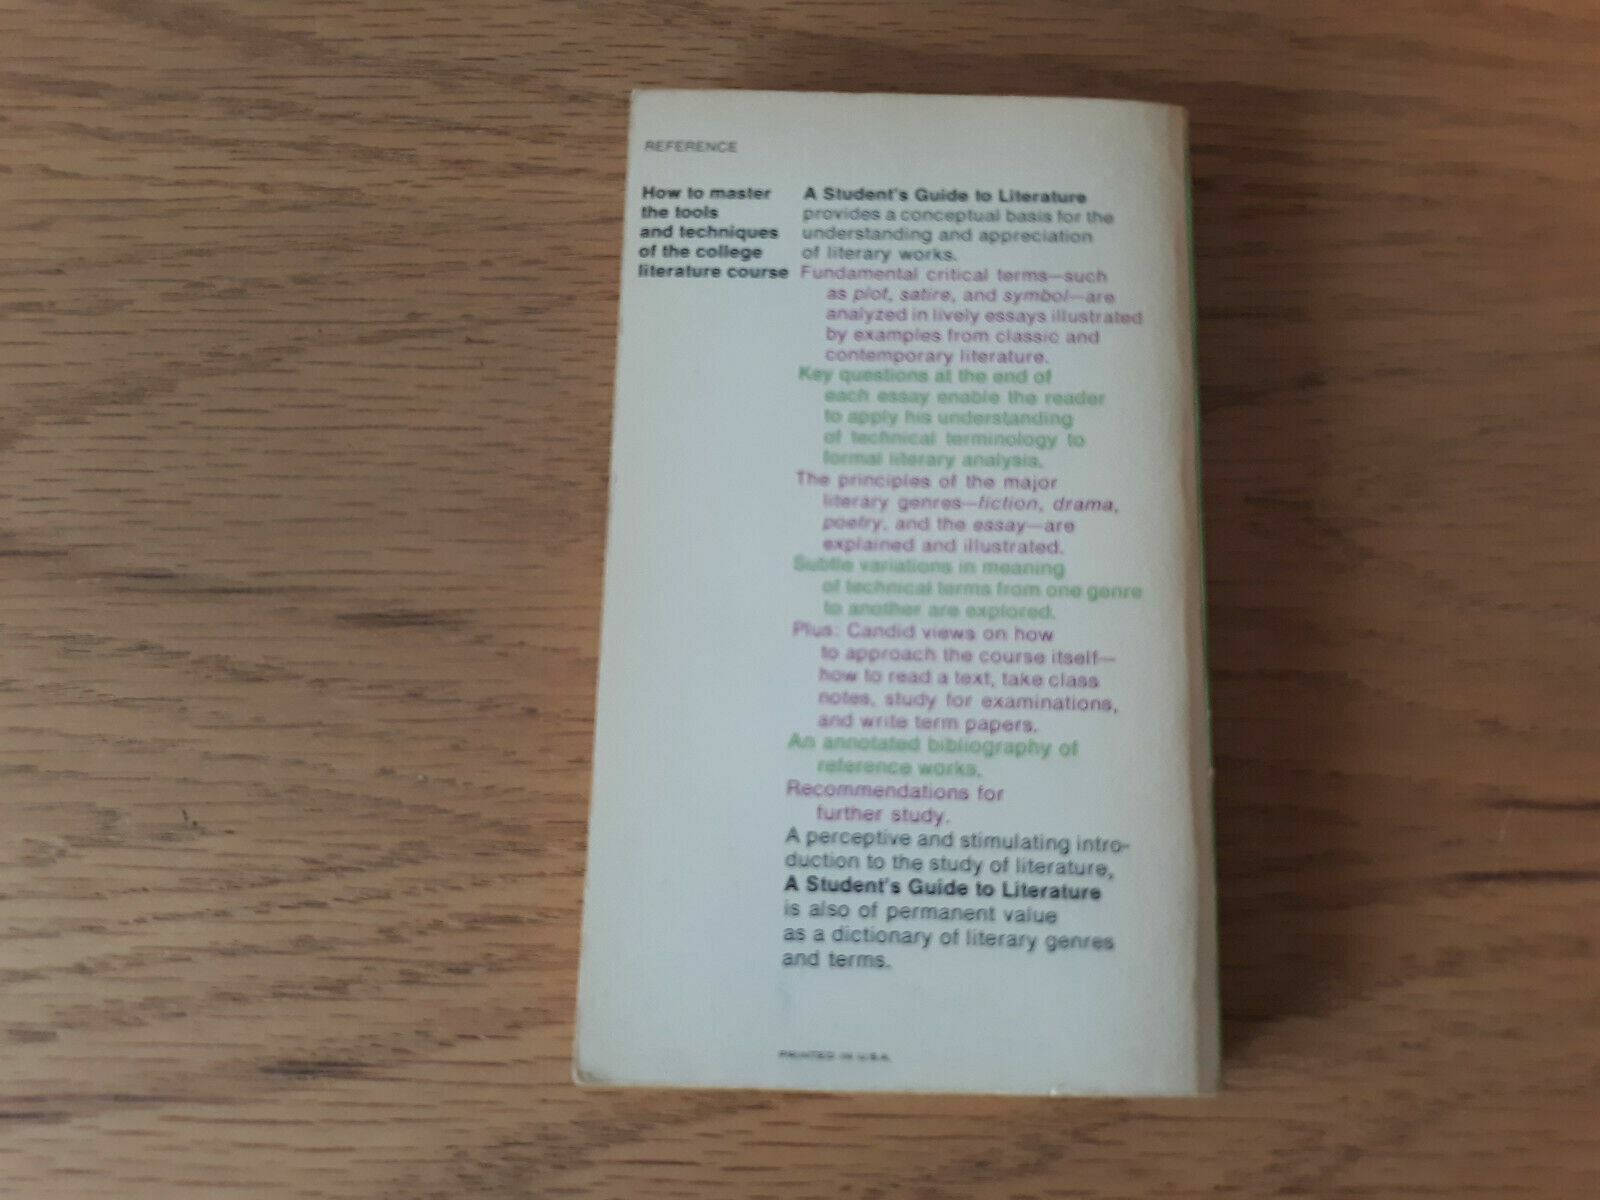 REFERENCE
How to master
the tools
and techniques
of the college
literature course
A Student's Guide to Literature
provides a conceptual basis for the
understanding and appreciation
of literary works.
Fundamental critical terms—such
as plot, satire, and symbol—are
analyzed in lively essays illustrated
by examples from classic and
contemporary literature.
Key questions at the end of
each essay enable the reader
to apply his understanding
of technical terminology to
formal literary analysis.
The principles of the major
literary genres—fiction, drama,
poetry, and the essay—are
explained and illustrated.
Subtle variations in meaning
of technical terms from one genre
to another are explored.
Plus: Candid views on how
to approach the course itself—
how to read a text, take class
notes, study for examinations,
and write term papers.
An annotated bibliography of
reference works.
Recommendations for
further study.
A perceptive and stimulating intro-
duction to the study of literature,
A Student's Guide to Literature
is also of permanent value
as a dictionary of literary genres
and terms.
PRINTED IN U.S.A.